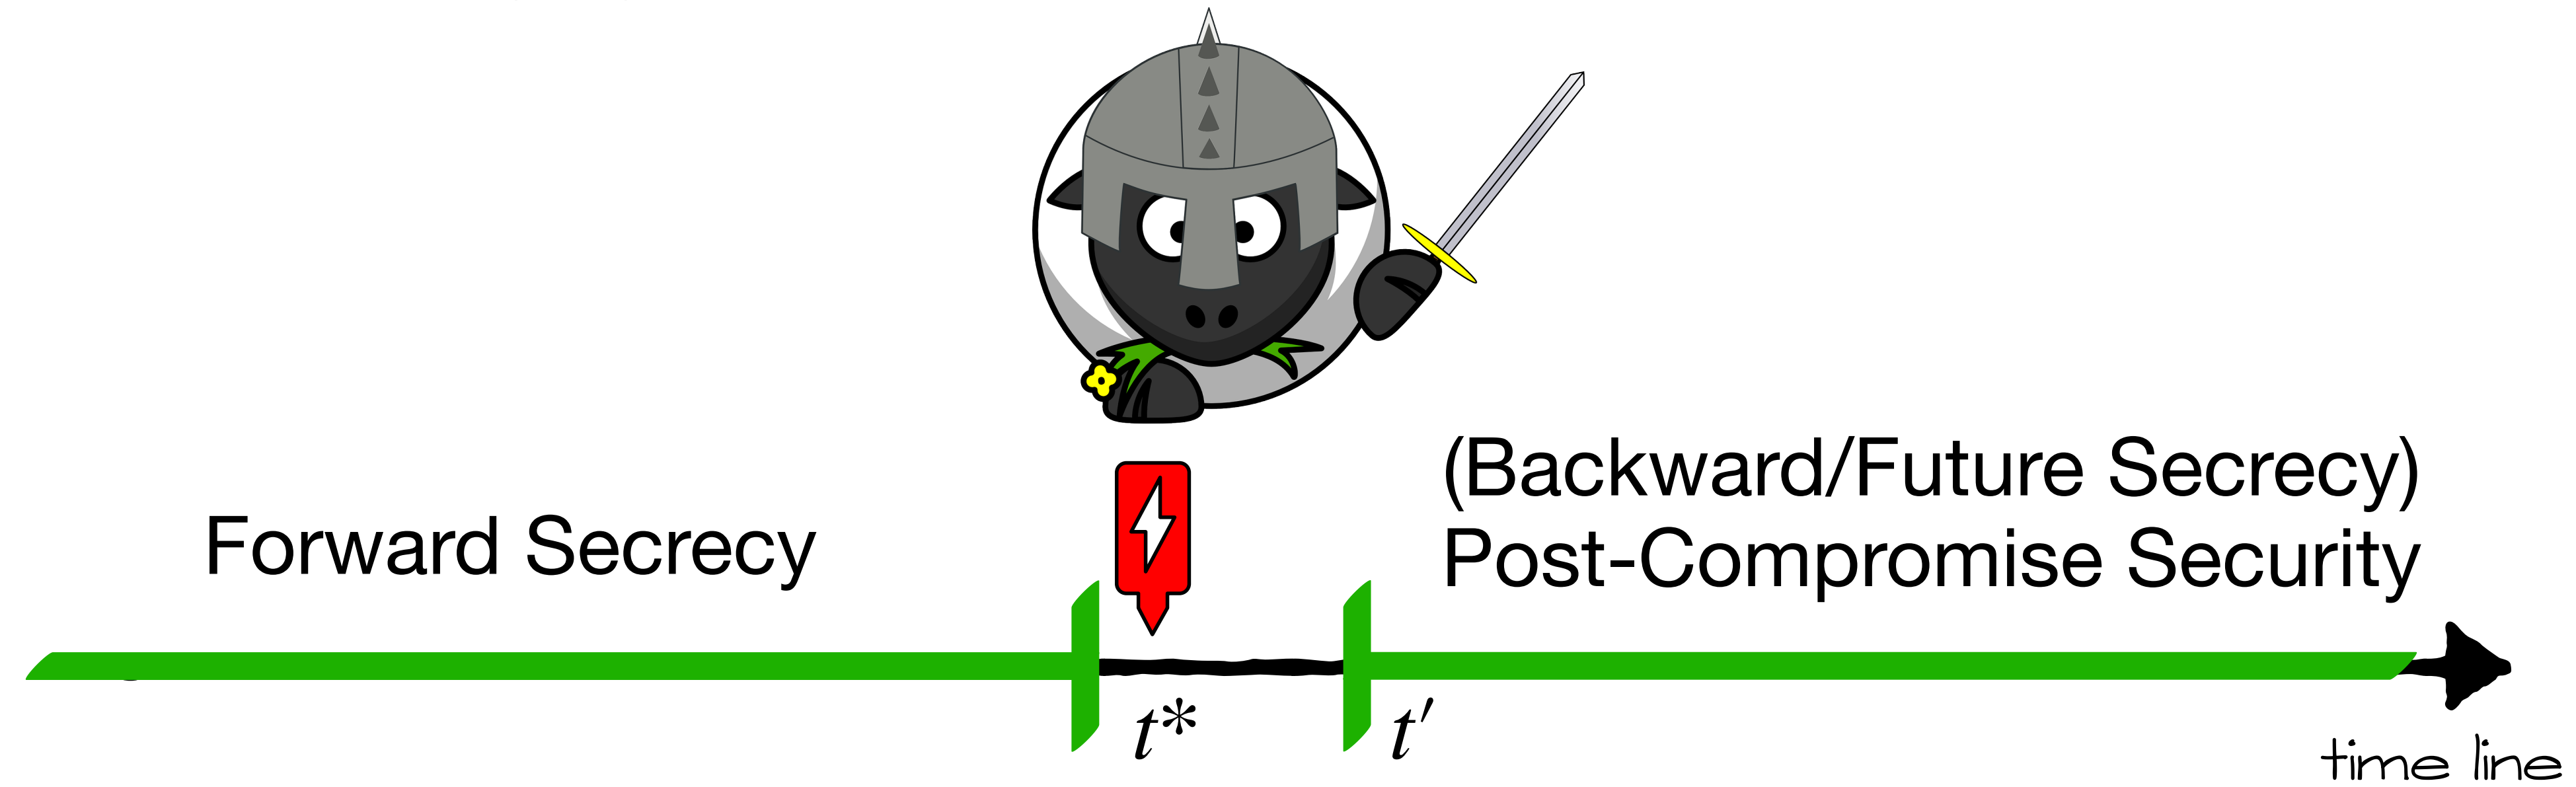 Forward Secrecy
(Backward/Future Secrecy)
Post-Compromise Security
t*
t′
time line